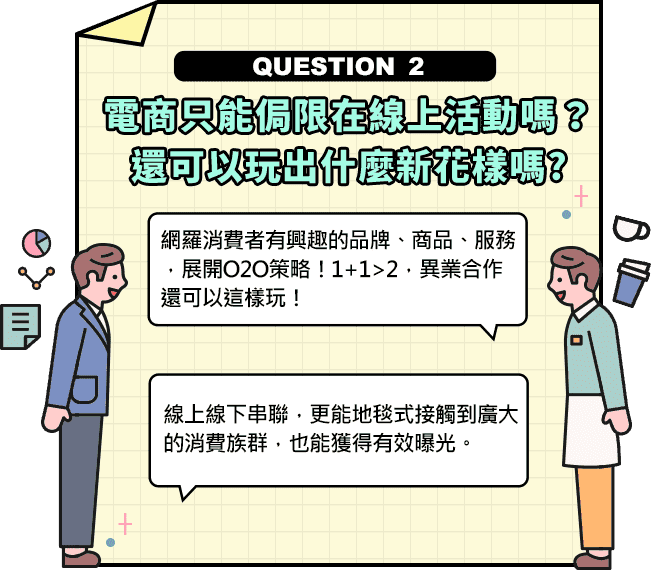 QUESTION 2
電商只能侷限在線上活動嗎？
還可以玩出什麼新花樣嗎?
網羅消費者有興趣的品牌、商品、服務
，展開O2O策略！1+1>2，異業合作
還可以這樣玩！
線上線下串聯，更能地毯式接觸到廣大
的消費族群，也能獲得有效曝光。